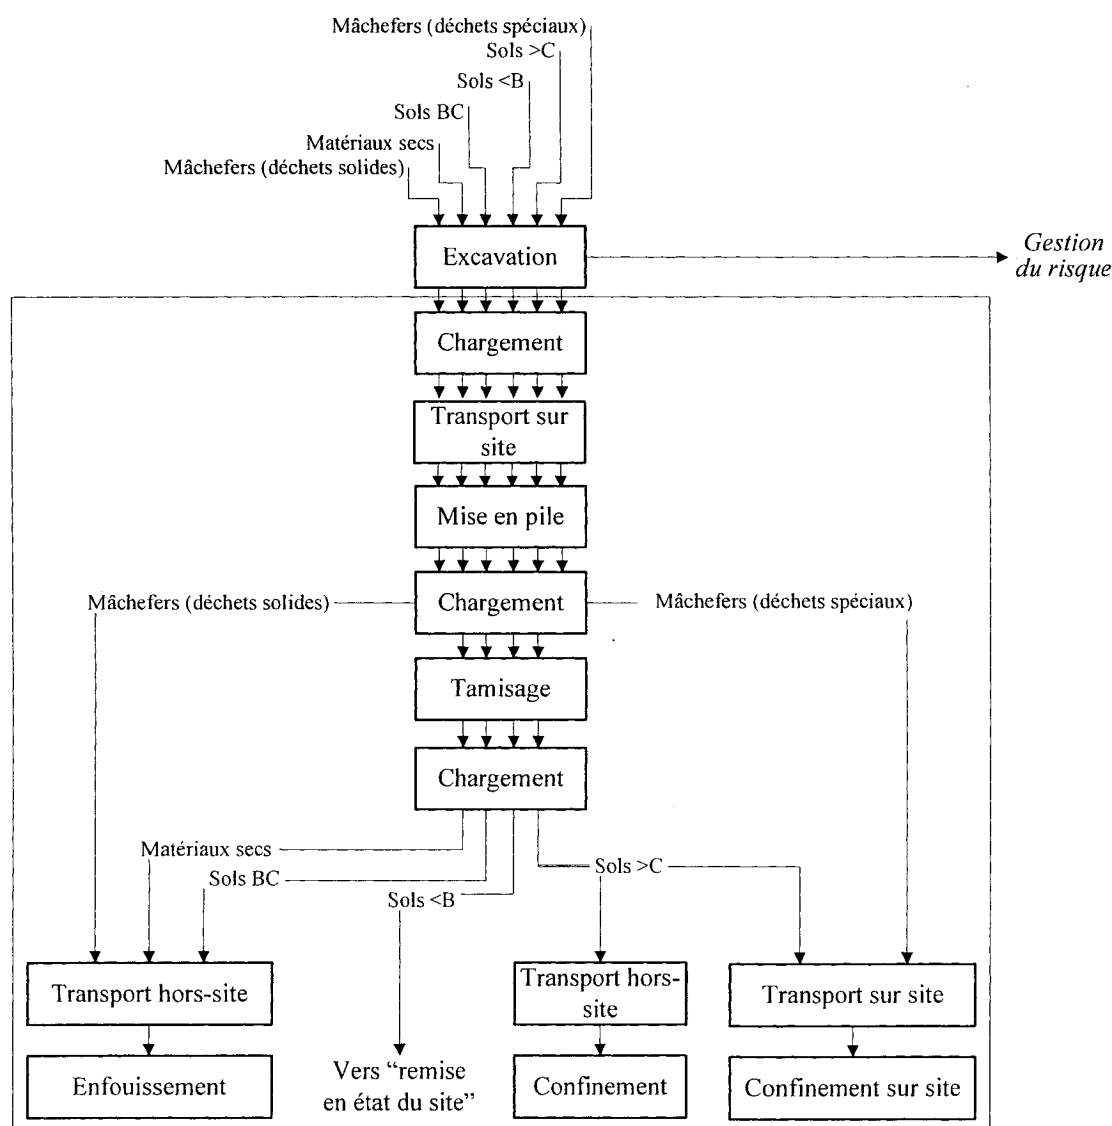 Mâchefers (déchets spéciaux)
Sols >C
Sols <B
Sols BC
Matériaux secs
Mâchefers (déchets solides)
Excavation
Gestion
du risque
Chargement
Transport sur
site
Mise en pile
Mâchefers (déchets solides)
Chargement
Mâchefers (déchets spéciaux)
Tamisage
Chargement
Matériaux secs
Sols >C
Sols BC
Sols <B
Transport hors-site
Transport hors-
site
Transport sur site
Enfouissement
Vers “remise
en état du site”
Confinement
Confinement sur site